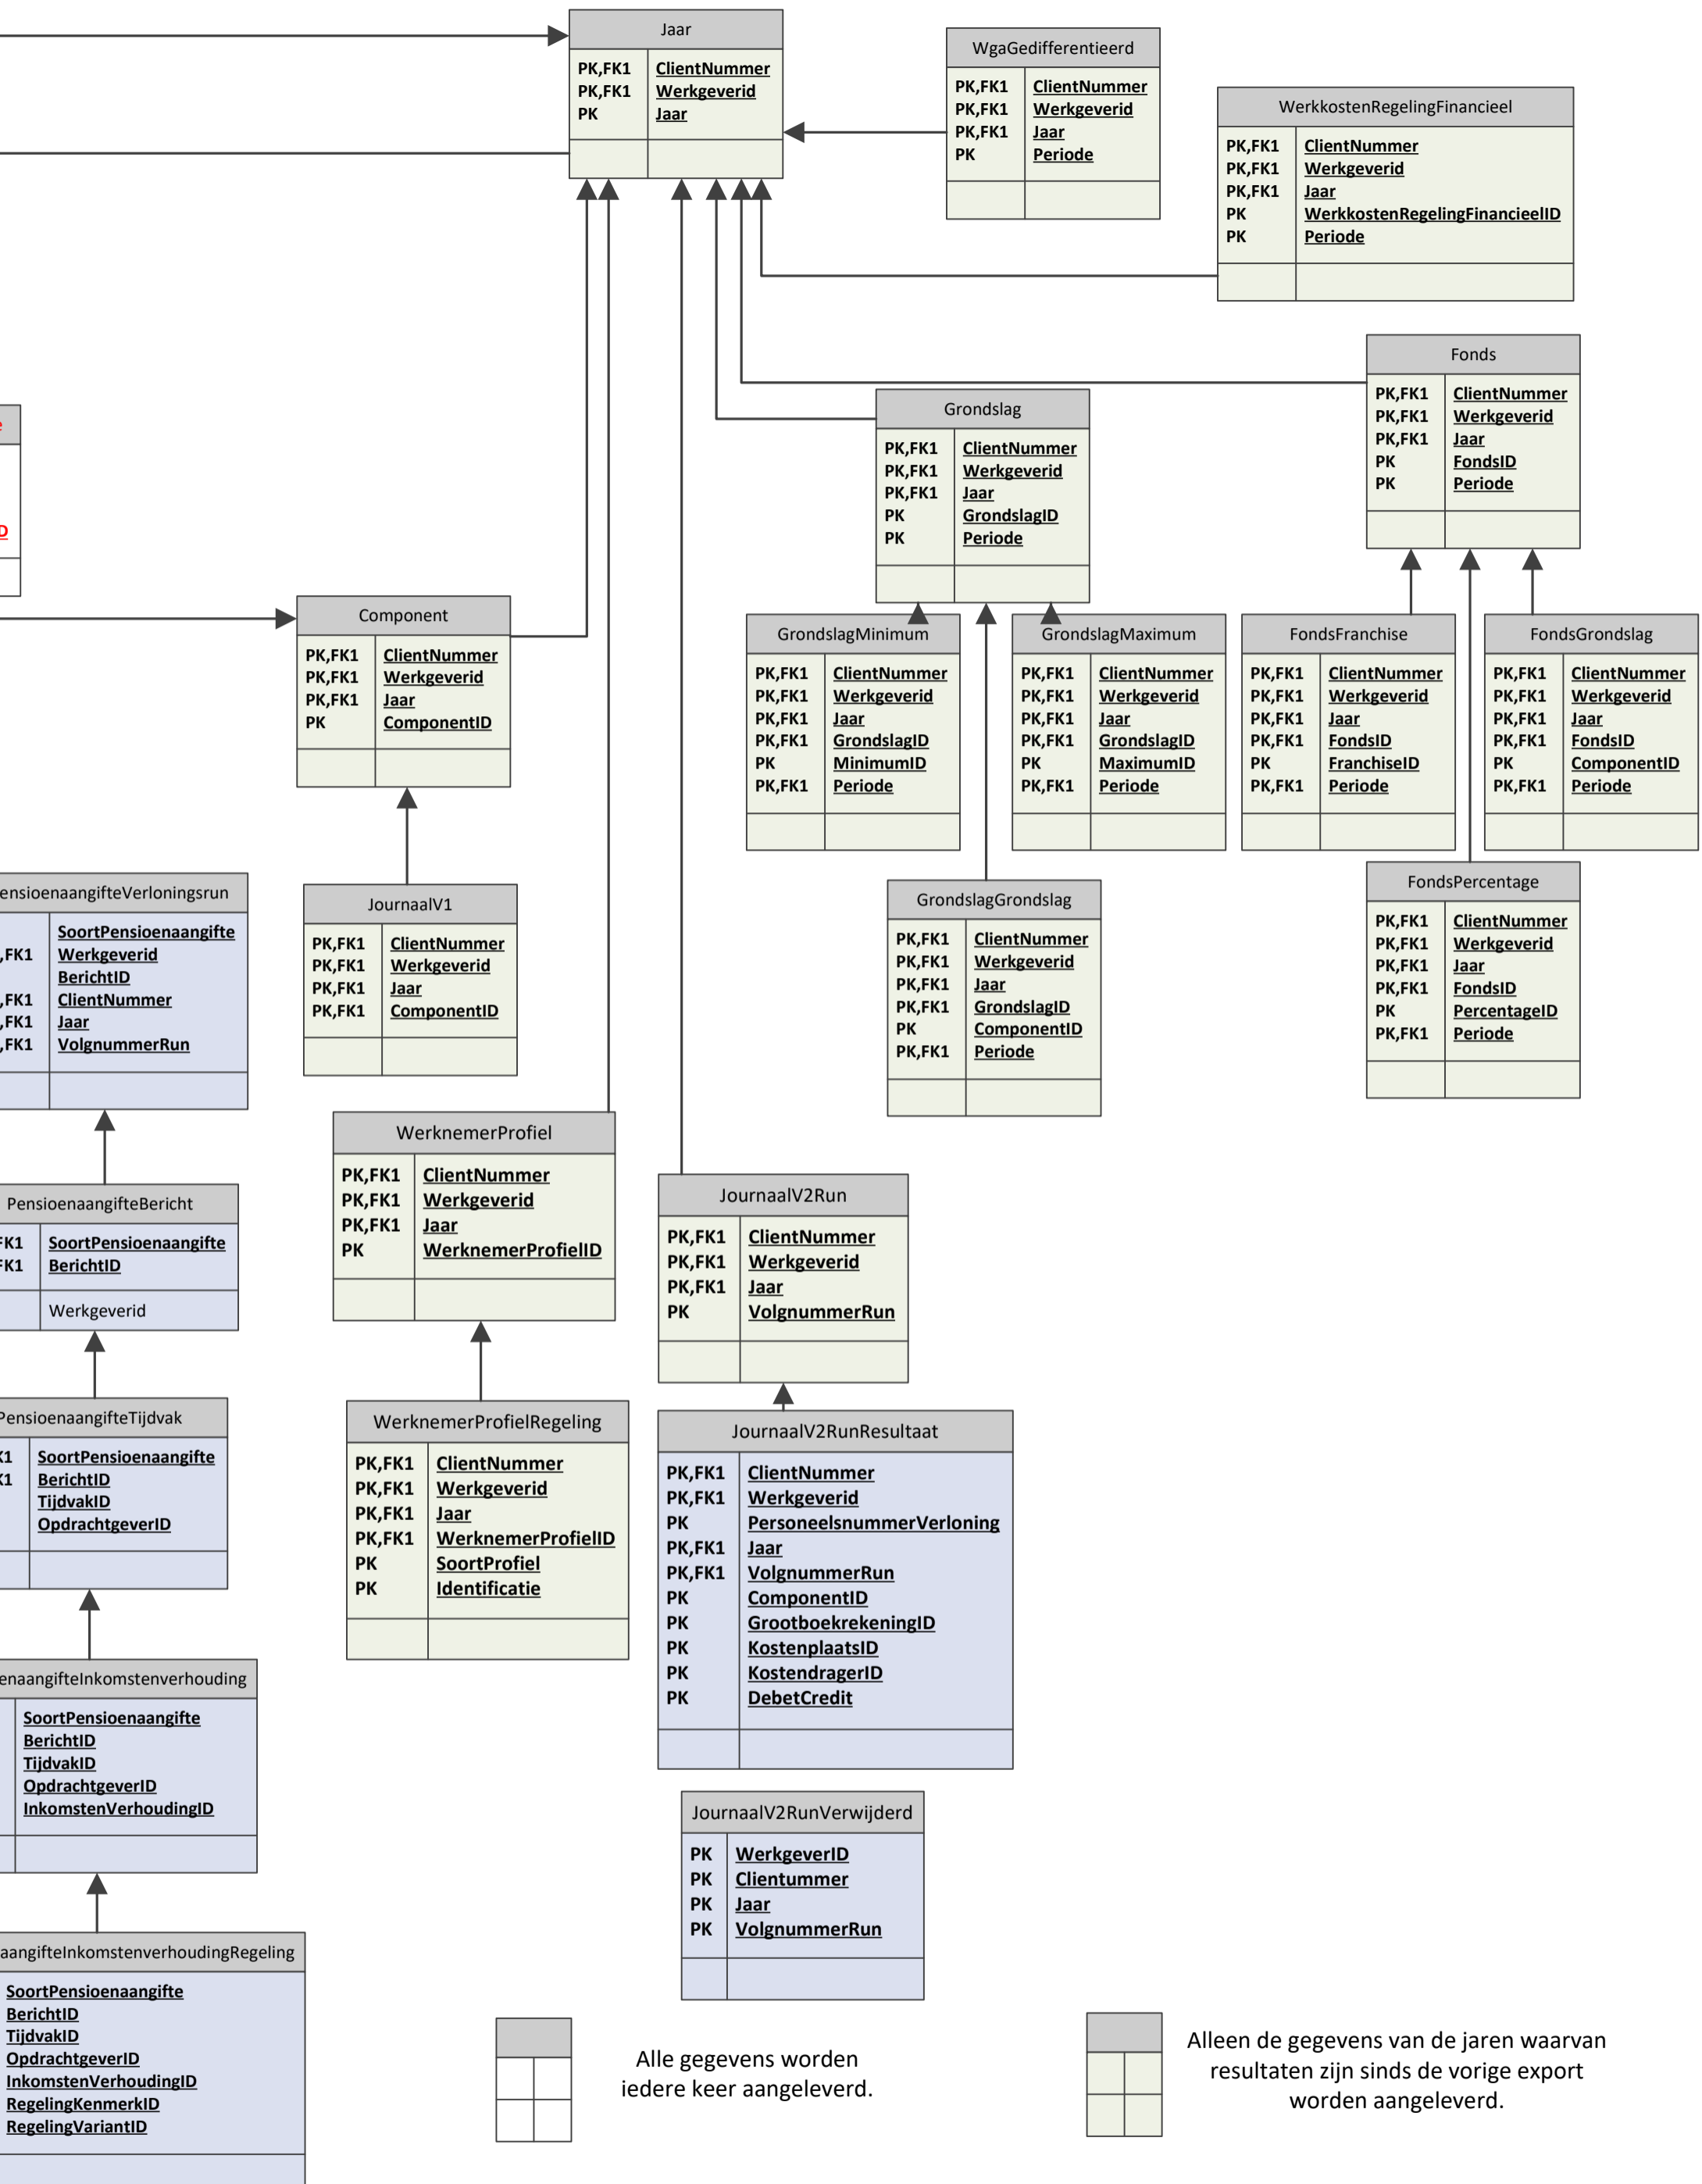 Jaar
PK,FK1 ClientNummer
PK,FK1 Werkgeverid
PK Jaar
WgaGedifferentieerd
PK,FK1 ClientNummer
PK,FK1 Werkgeverid
PK,FK1 Jaar
PK Periode
WerkkostenRegelingFinancieel
PK,FK1 ClientNummer
PK,FK1 Werkgeverid
PK,FK1 Jaar
PK WerkkostenRegelingFinancieelID
PK Periode
Fonds
PK,FK1 ClientNummer
PK,FK1 Werkgeverid
PK,FK1 Jaar
PK FondsID
PK Periode
Grondslag
PK,FK1 ClientNummer
PK,FK1 Werkgeverid
PK,FK1 Jaar
PK GrondslagID
PK Periode
e
D
Component
PK,FK1 ClientNummer
PK,FK1 Werkgeverid
PK,FK1 Jaar
PK ComponentID
GrondslagMinimum
PK,FK1 ClientNummer
PK,FK1 Werkgeverid
PK,FK1 Jaar
PK,FK1 GrondslagID
PK MinimumID
PK,FK1 Periode
GrondslagMaximum
PK,FK1 ClientNummer
PK,FK1 Werkgeverid
PK,FK1 Jaar
PK,FK1 GrondslagID
PK MaximumID
PK,FK1 Periode
FondsFranchise
PK,FK1 ClientNummer
PK,FK1 Werkgeverid
PK,FK1 Jaar
PK,FK1 FondsID
PK FranchiseID
PK,FK1 Periode
FondsGrondslag
PK,FK1 ClientNummer
PK,FK1 Werkgeverid
PK,FK1 Jaar
PK,FK1 FondsID
PK ComponentID
PK,FK1 Periode
ensioenaangifteVerloningsrun
SoortPensioenaangifte
,FK1 Werkgeverid
BerichtID
,FK1 ClientNummer
,FK1 Jaar
,FK1 VolgnummerRun
JournaalV1
PK,FK1 ClientNummer
PK,FK1 Werkgeverid
PK,FK1 Jaar
PK,FK1 ComponentID
GrondslagGrondslag
PK,FK1 ClientNummer
PK,FK1 Werkgeverid
PK,FK1 Jaar
PK,FK1 GrondslagID
PK ComponentID
PK,FK1 Periode
FondsPercentage
PK,FK1 ClientNummer
PK,FK1 Werkgeverid
PK,FK1 Jaar
PK,FK1 FondsID
PK PercentageID
PK,FK1 Periode
WerknemerProfiel
PK,FK1 ClientNummer
PK,FK1 Werkgeverid
PK,FK1 Jaar
PK WerknemerProfielID
JournaalV2Run
PK,FK1 ClientNummer
PK,FK1 Werkgeverid
PK,FK1 Jaar
PK VolgnummerRun
PensioenaangifteBericht
FK1 SoortPensioenaangifte
FK1 BerichtID
Werkgeverid
PensioenaangifteTijdvak
K1 SoortPensioenaangifte
K1 BerichtID
TijdvakID
OpdrachtgeverID
WerknemerProfielRegeling
PK,FK1 ClientNummer
PK,FK1 Werkgeverid
PK,FK1 Jaar
PK,FK1 WerknemerProfielID
PK SoortProfiel
PK Identificatie
JournaalV2RunResultaat
PK,FK1 ClientNummer
PK,FK1 Werkgeverid
PK PersoneelsnummerVerloning
PK,FK1 Jaar
PK,FK1 VolgnummerRun
PK ComponentID
PK GrootboekrekeningID
PK KostenplaatsID
PK KostendragerID
PK DebetCredit
enaangifteInkomstenverhouding
SoortPensioenaangifte
BerichtID
TijdvakID
OpdrachtgeverID
InkomstenVerhoudingID
JournaalV2RunVerwijderd
PK WerkgeverID
PK Clientummer
PK Jaar
PK VolgnummerRun
aangifteInkomstenverhoudingRegeling
SoortPensioenaangifte
BerichtID
TijdvakID
OpdrachtgeverID
InkomstenVerhoudingID
RegelingKenmerkID
RegelingVariantID
Alle gegevens worden
iedere keer aangeleverd.
Alleen de gegevens van de jaren waarvan
resultaten zijn sinds de vorige export
worden aangeleverd.